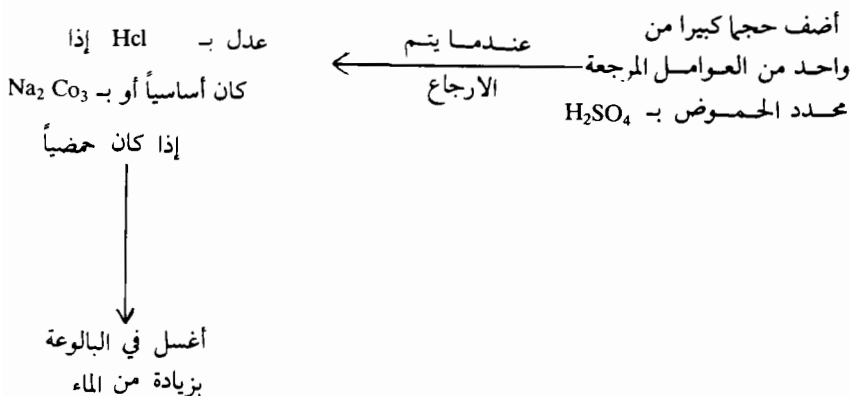 أضف حجما كبيرا من
واحد من العوامل المرجعة
محدد الحموض بـ H₂SO₄
عندما يتم
الارجاع
عدل بـ Hcl إذا
كان أساسياً أو بـ Na₂ Co₃
إذا كان حمضياً
أغسل في البالوعة
بزيادة من الماء